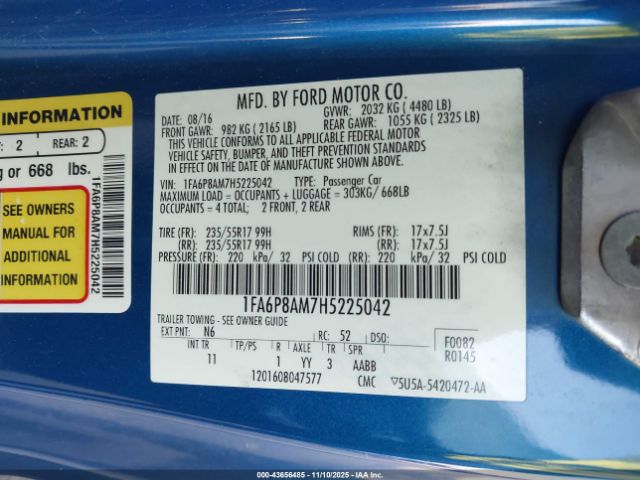 INFORMATION
2 REAR: 2
or 668 lbs.
SEE OWNERS
MANUAL FOR
ADDITIONAL
INFORMATION
1FA6P8AM7H5225042
MFD. BY FORD MOTOR CO.
DATE: 08/16 GVWR: 2032 KG ( 4480 LB)
FRONT GAWR: 982 KG ( 2165 LB) REAR GAWR: 1055 KG ( 2325 LB)
THIS VEHICLE CONFORMS TO ALL APPLICABLE FEDERAL MOTOR
VEHICLE SAFETY, BUMPER, AND THEFT PREVENTION STANDARDS
IN EFFECT ON THE DATE OF MANUFACTURE SHOWN ABOVE.
VIN: 1FA6P8AM7H5225042 TYPE: Passenger Car
MAXIMUM LOAD = OCCUPANTS + LUGGAGE = 303KG/ 668LB
OCCUPANTS = 4 TOTAL; 2 FRONT, 2 REAR
TIRE (FR): 235/55R17 99H RIMS (FR): 17x7.5J
(RR): 235/55R17 99H (RR): 17x7.5J
PRESSURE (FR): 220 kPa/ 32 PSI COLD (RR): 220 kPa/ 32 PSI COLD
1FA6P8AM7H5225042
TRAILER TOWING - SEE OWNER GUIDE
EXT PNT: N6 RC: 52 DSO: F0082
INT TR TP/PS R AXLE TR SPR R0145
11 1 YY 3 AABB
1201608047577 CMC 5U5A-5420472-AA
000-43656485 - 11/10/2025 - IAAI.COM